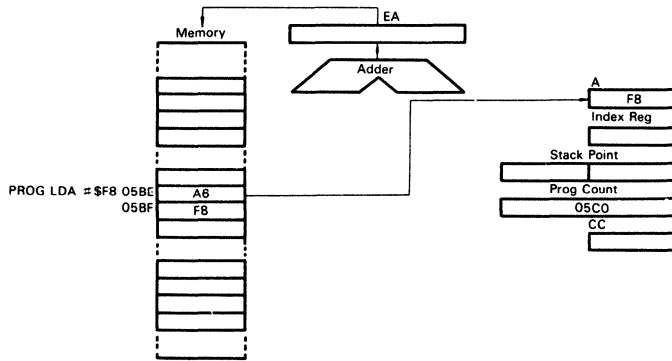 EA
Memory
Adder
A
F8
Index Reg
Stack Point
PROG LDA #$F8 05BE A6
Prog Count
05BF F8
05C0
CC